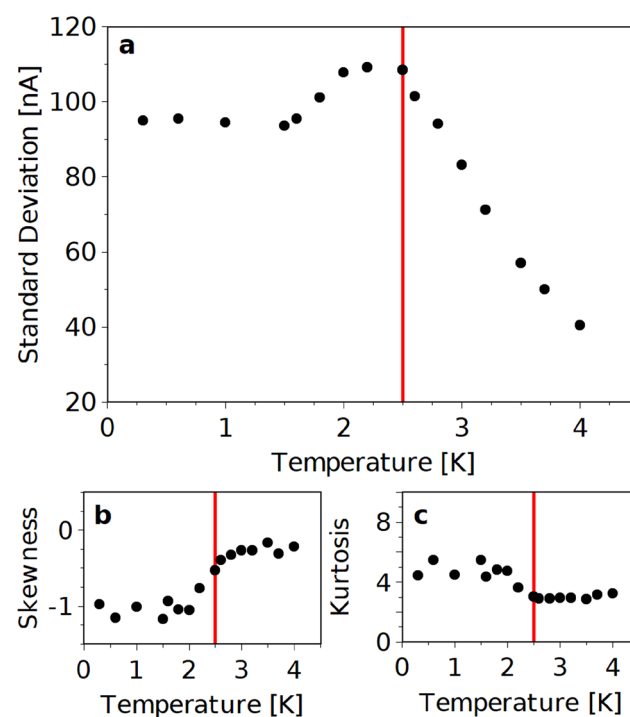 a
Standard Deviation [nA]
120
100
80
60
40
20
0 1 2 3 4
Temperature [K]
b
Skewness
0
-1
0 1 2 3 4
Temperature [K]
c
Kurtosis
8
4
0
0 1 2 3 4
Temperature [K]